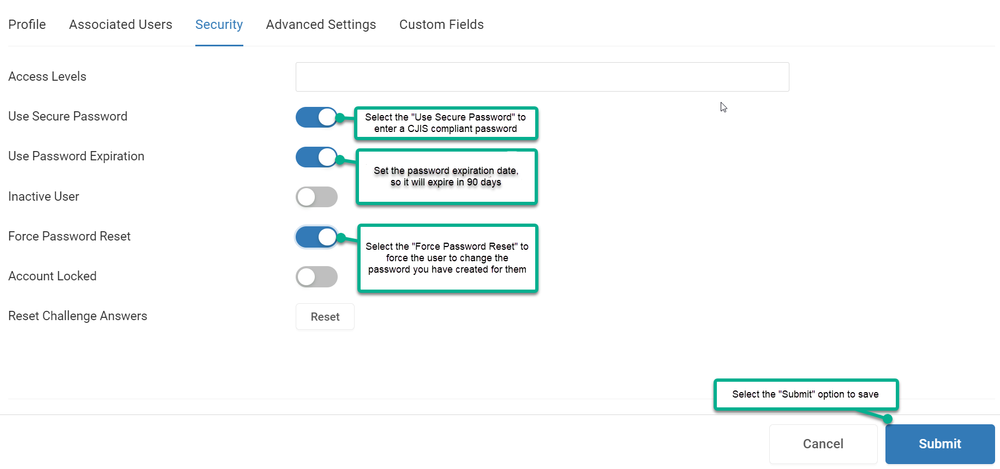 Profile Associated Users Security Advanced Settings Custom Fields
Access Levels
Use Secure Password
Select the "Use Secure Password" to
enter a CJIS compliant password
Use Password Expiration
Set the password expiration date,
so it will expire in 90 days
Inactive User
Force Password Reset
Select the "Force Password Reset" to
force the user to change the
password you have created for them
Account Locked
Reset Challenge Answers
Reset
Select the "Submit" option to save
Cancel
Submit